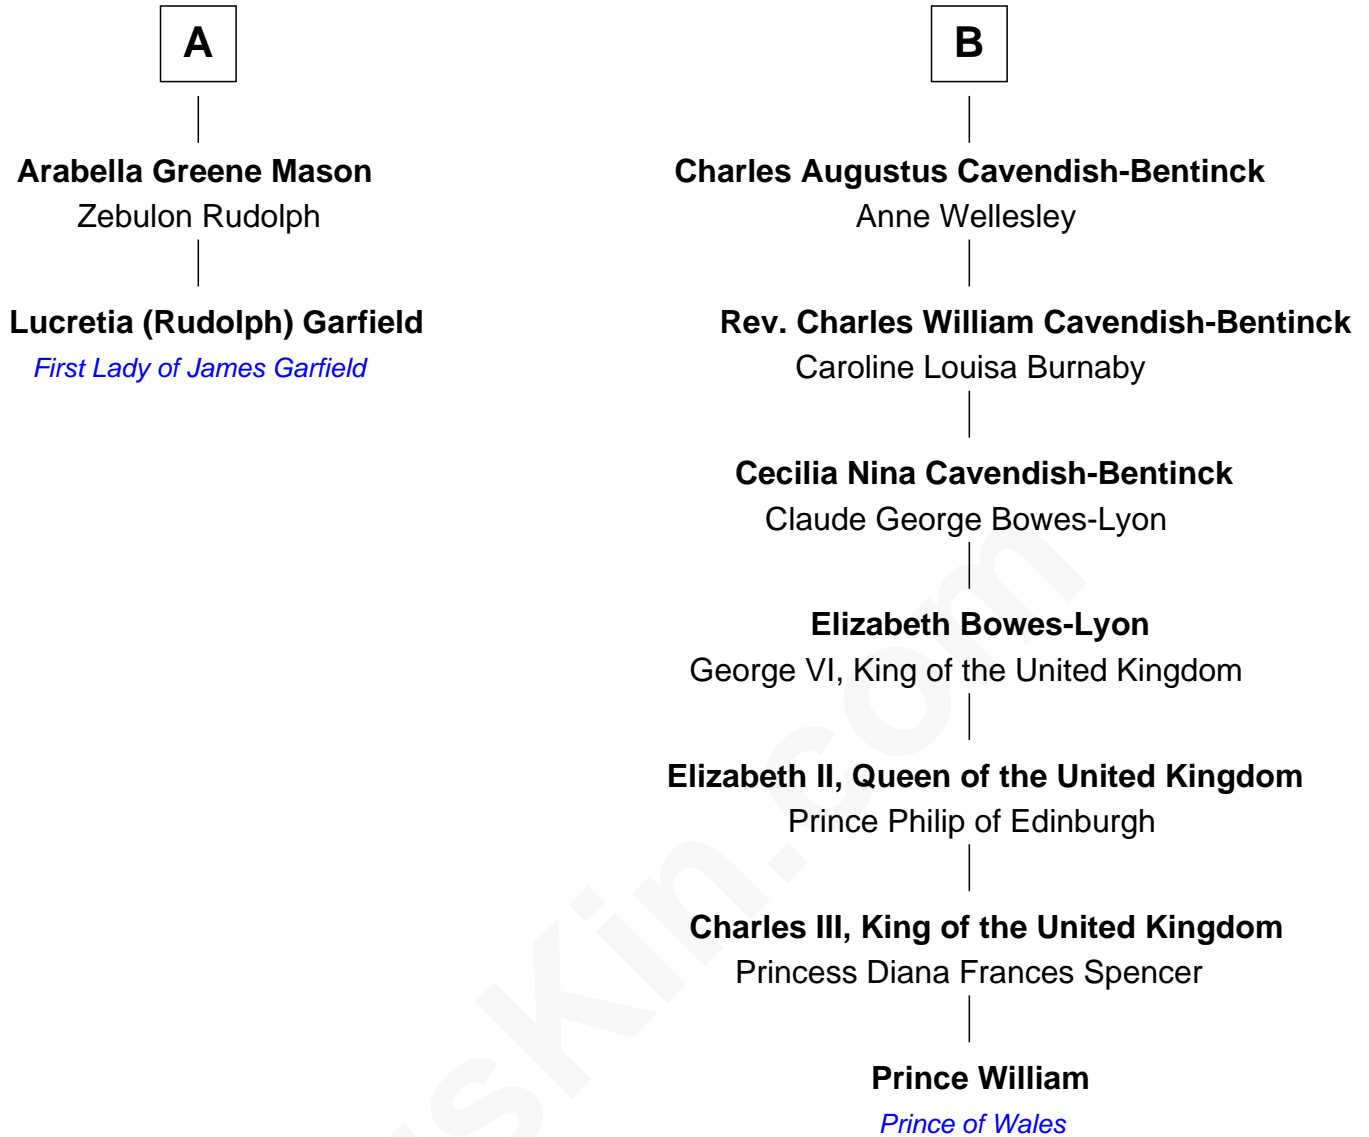 A
Arabella Greene Mason
Zebulon Rudolph
Lucretia (Rudolph) Garfield
First Lady of James Garfield
B
Charles Augustus Cavendish-Bentinck
Anne Wellesley
Rev. Charles William Cavendish-Bentinck
Caroline Louisa Burnaby
Cecilia Nina Cavendish-Bentinck
Claude George Bowes-Lyon
Elizabeth Bowes-Lyon
George VI, King of the United Kingdom
Elizabeth II, Queen of the United Kingdom
Prince Philip of Edinburgh
Charles III, King of the United Kingdom
Princess Diana Frances Spencer
Prince William
Prince of Wales
sKin.com